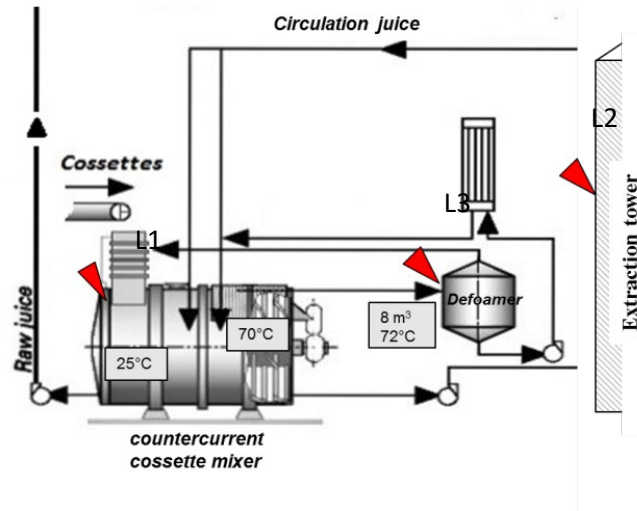 Circulation juice
L2
Cossettes
L3
L1
Extraction tower
Defoamer
Raw juice
8 m³
72°C
70°C
25°C
countercurrent
cossette mixer